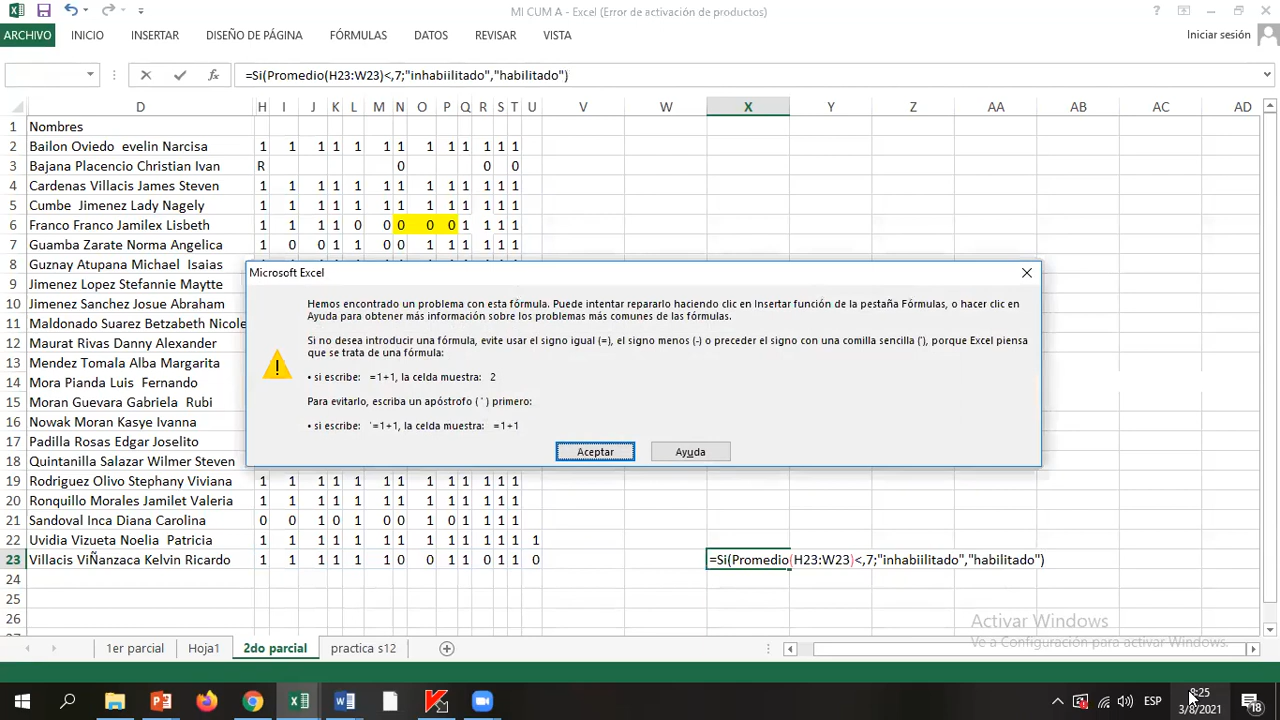 MI CUM A - Excel (Error de activación de productos)
ARCHIVO INICIO INSERTAR DISEÑO DE PÁGINA FÓRMULAS DATOS REVISAR VISTA Iniciar sesión
=Si(Promedio(H23:W23)<,7;"inhabiilitado","habilitado")
D H I J K L M N O P Q R S T U V W X Y Z AA AB AC AD
1 Nombres
2 Bailon Oviedo evelin Narcisa 1 1 1 1 1 1 1 1 1 1 1 1 1
3 Bajana Placencio Christian Ivan R 0 0 0
4 Cardenas Villacis James Steven 1 1 1 1 1 1 1 1 1 1 1 1 1
5 Cumbe Jimenez Lady Nagely 1 1 1 1 1 1 1 1 1 1 1 1 1
6 Franco Franco Jamilex Lisbeth 1 1 1 1 0 0 0 0 0 1 1 1 1
7 Guamba Zarate Norma Angelica 1 0 0 1 1 0 0 1 1 1 1 1 1
8 Guznay Atupana Michael Isaias
9 Jimenez Lopez Stefannie Maytte
10 Jimenez Sanchez Josue Abraham
11 Maldonado Suarez Betzabeth Nicole
12 Maurat Rivas Danny Alexander
13 Mendez Tomala Alba Margarita
14 Mora Pianda Luis Fernando
15 Moran Guevara Gabriela Rubi
16 Nowak Moran Kasye Ivanna
17 Padilla Rosas Edgar Joselito
18 Quintanilla Salazar Wilmer Steven
19 Rodriguez Olivo Stephany Viviana 1 1 1 1 1 1 1 1 1 1 1 1 1
20 Ronquillo Morales Jamilet Valeria 1 1 1 1 1 1 1 1 1 1 1 1 1
21 Sandoval Inca Diana Carolina 0 0 1 0 1 0 0 1 0 1 1 1 1
22 Uvidia Vizueta Noelia Patricia 1 1 1 1 1 1 1 1 1 1 1 1 1 1
23 Villacis ViÑanzaca Kelvin Ricardo 1 1 1 1 1 1 0 0 1 1 0 1 1 0 =Si(Promedio(H23:W23)<,7;"inhabiilitado","habilitado")
24
25
26
Microsoft Excel
Hemos encontrado un problema con esta fórmula. Puede intentar repararlo haciendo clic en Insertar función de la pestaña Fórmulas, o hacer clic en
Ayuda para obtener más información sobre los problemas más comunes de las fórmulas.
Si no desea introducir una fórmula, evite usar el signo igual (=), el signo menos (-) o preceder el signo con una comilla sencilla ('), porque Excel piensa
que se trata de una fórmula:
• si escribe: =1+1, la celda muestra: 2
Para evitarlo, escriba un apóstrofo ( ' ) primero:
• si escribe: '=1+1, la celda muestra: =1+1
Aceptar Ayuda
Activar Windows
Ve a Configuración para activar Windows.
1er parcial Hoja1 2do parcial practica s12
ESP
8:25
3/8/2021
18